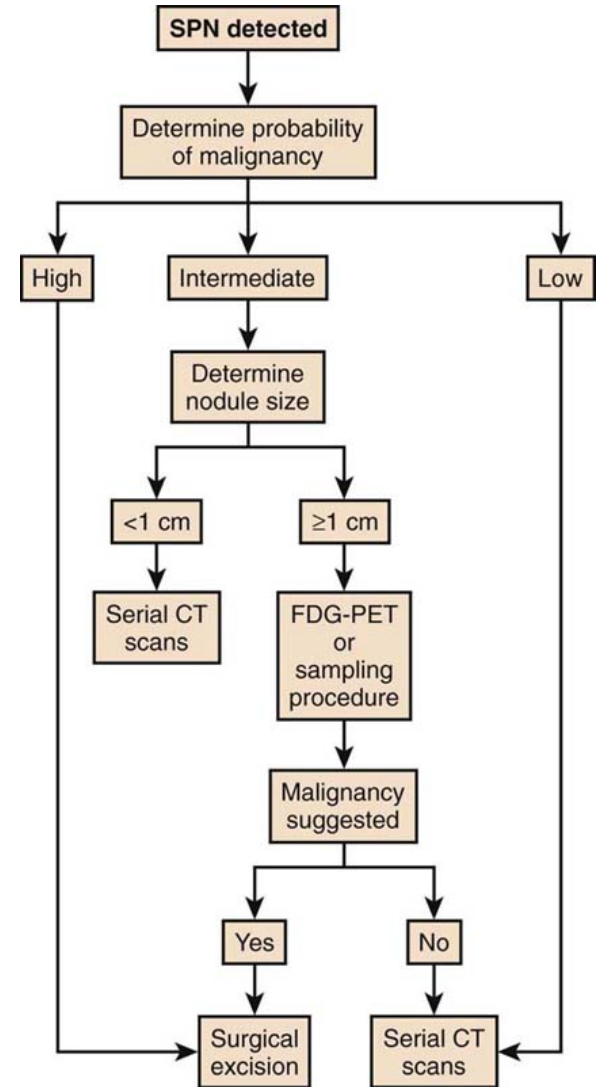 SPN detected
Determine probability
of malignancy
High
Intermediate
Low
Determine
nodule size
<1 cm
≥1 cm
Serial CT
scans
FDG-PET
or
sampling
procedure
Malignancy
suggested
Yes
No
Surgical
excision
Serial CT
scans